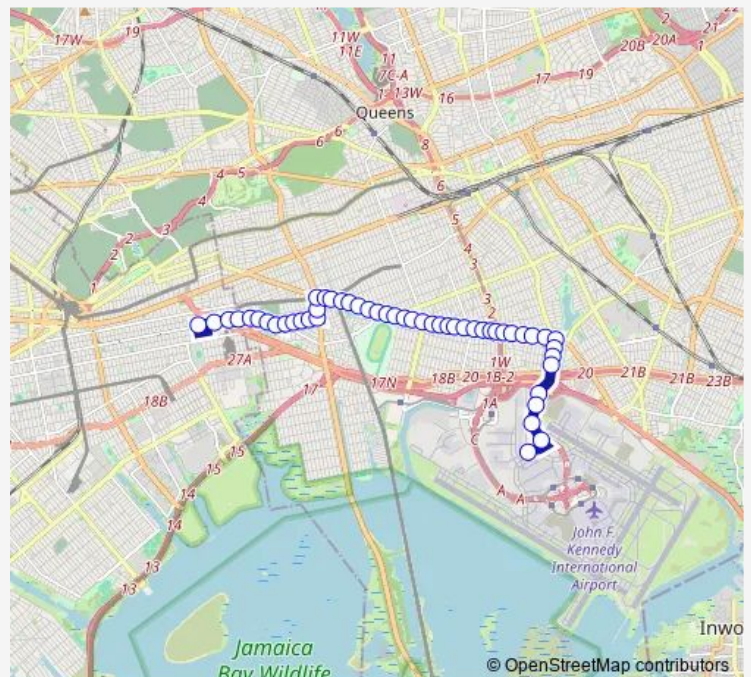 17W
19
11W
11E
11
7C-A
1
13W
16
17
19
20B
20A
2
21
1
22
Queens
6
6
8
5
4
6
4
3
2
2
1
5
4
3
3
2
1W
27A
17
17N
18B
20
1B-2
20
21B
21B
23B
18B
1A
C
15
15
14
14
13
13
A
A
John F.
Kennedy
International
Airport
Inwo
Jamaica
Bay Wildlife
© OpenStreetMap contributors